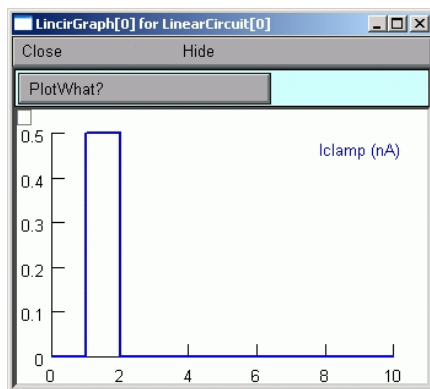 LincirGraph[0] for LinearCircuit[0]
Close Hide
PlotWhat?
0.5
Iclamp (nA)
0.4
0.3
0.2
0.1
0
0 2 4 6 8 10